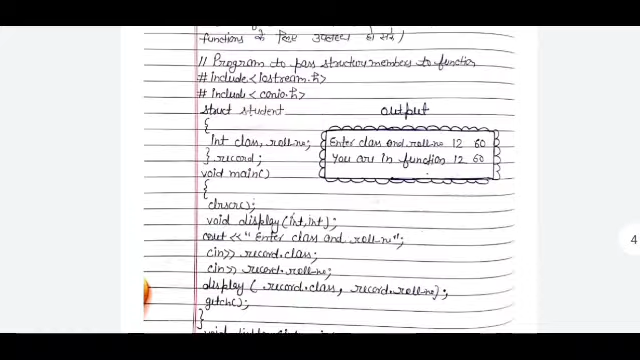 functions के लिए उपलब्ध हो सके।
// Program to pass structure members to function
# include <iostream.h>
# include <conio.h>
struct student
output
{
int class, roll-no;
Enter class and roll-no 12 60
} record;
You are in function 12 60
void main()
{
clrscr();
void display(int, int);
cout << "Enter class and roll-no";
cin>> record.class;
cin>> record.roll-no;
display( record.class, record.roll-no);
getch();
}
4